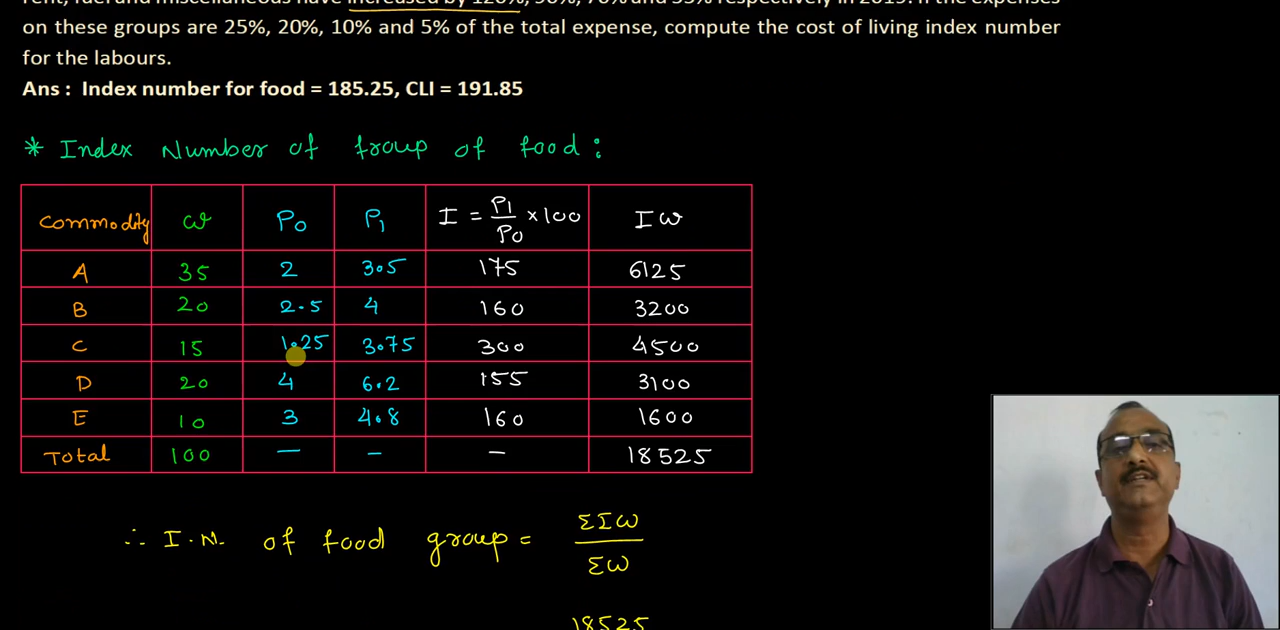 rent, fuel and miscellaneous have increased by 120%, 90%, 70% and 55% respectively in 2019. If the expenses
on these groups are 25%, 20%, 10% and 5% of the total expense, compute the cost of living index number
for the labours.
Ans : Index number for food = 185.25, CLI = 191.85
* Index Number of Group of food :
Commodity w P0 P1 I = P1/P0 × 100 Iw
A 35 2 3.5 175 6125
B 20 2.5 4 160 3200
C 15 1.25 3.75 300 4500
D 20 4 6.2 155 3100
E 10 3 4.8 160 1600
Total 100 — — — 18525
∴ I.N. of food group = ΣIw / Σw
18525